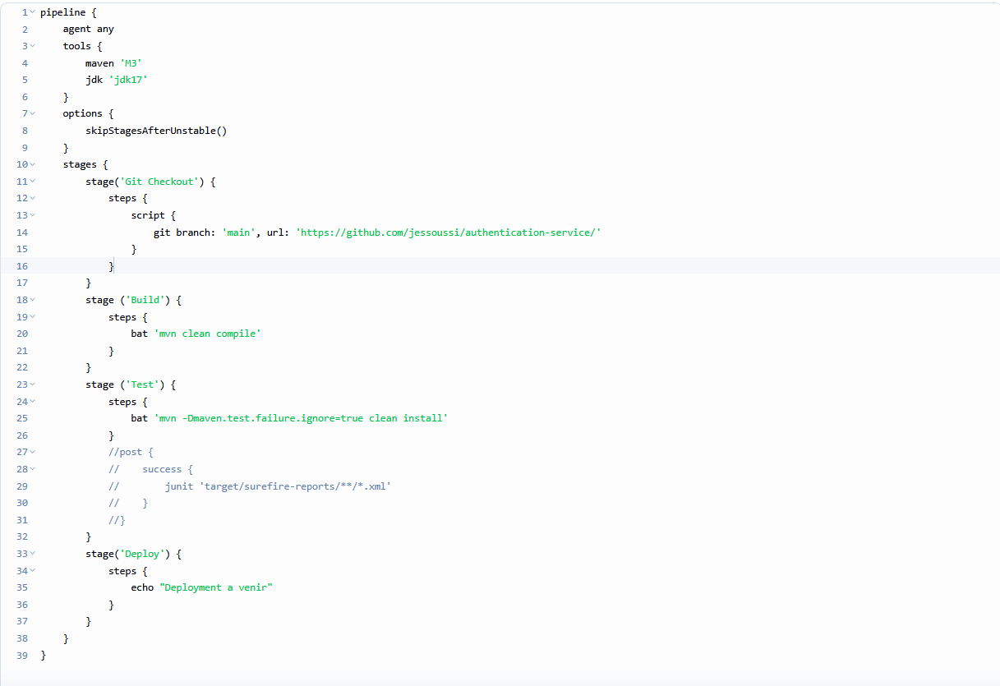 1 pipeline {
2     agent any
3     tools {
4         maven 'M3'
5         jdk 'jdk17'
6     }
7     options {
8         skipStagesAfterUnstable()
9     }
10     stages {
11         stage('Git Checkout') {
12             steps {
13                 script {
14                     git branch: 'main', url: 'https://github.com/jessoussi/authentication-service/'
15                 }
16             }
17         }
18         stage ('Build') {
19             steps {
20                 bat 'mvn clean compile'
21             }
22         }
23         stage ('Test') {
24             steps {
25                 bat 'mvn -Dmaven.test.failure.ignore=true clean install'
26             }
27             //post {
28             //    success {
29             //        junit 'target/surefire-reports/**/*.xml'
30             //    }
31             //}
32         }
33         stage('Deploy') {
34             steps {
35                 echo "Deployment a venir"
36             }
37         }
38     }
39 }